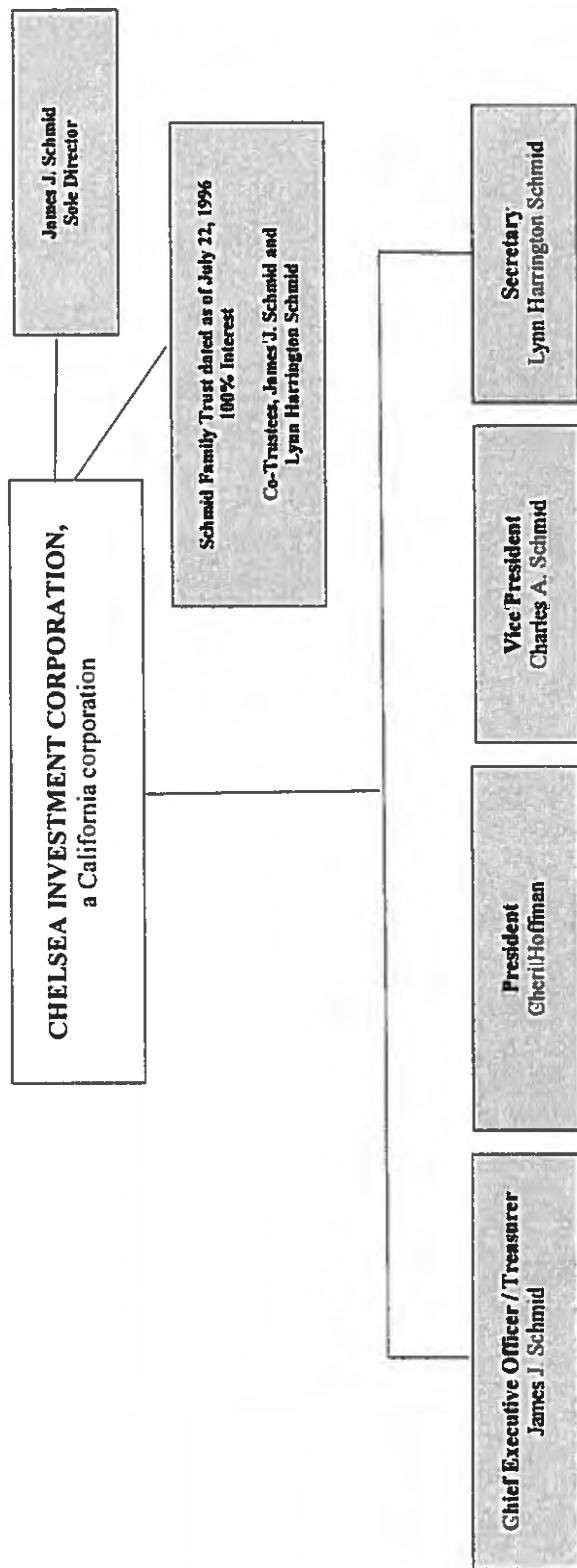 CHELSEA INVESTMENT CORPORATION,
a California corporation
James J. Schmid
Sole Director
Schmid Family Trust dated as of July 22, 1996
100% Interest
Co-Trustees, James J. Schmid and
Lynn Harrington Schmid
Chief Executive Officer / Treasurer
James J. Schmid
President
Cheri Hoffman
Vice President
Charles A. Schmid
Secretary
Lynn Harrington Schmid